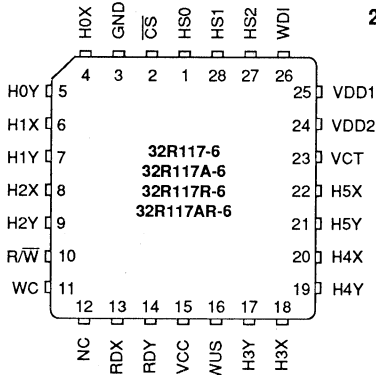 2
H0X GND C̅S̅ HS0 HS1 HS2 WDI
4 3 2 1 28 27 26
H0Y 5 25 VDD1
H1X 6 24 VDD2
H1Y 7 23 VCT
H2X 8 22 H5X
H2Y 9 21 H5Y
R/W̅ 10 20 H4X
WC 11 19 H4Y
32R117-6
32R117A-6
32R117R-6
32R117AR-6
12 13 14 15 16 17 18
NC RDX RDY VCC WUS H3Y H3X